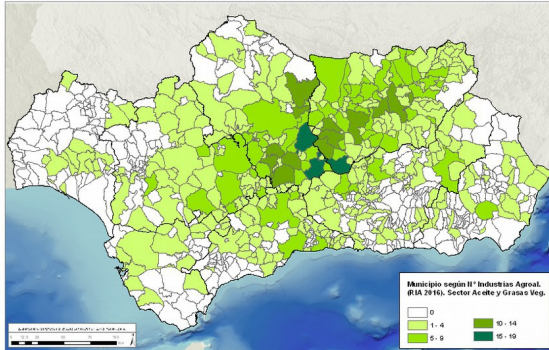 Municipio según Nº Industrias Agroal.
(RIA 2016). Sector Aceite y Grasas Veg.
0
1 - 4
5 - 9
10 - 14
15 - 19